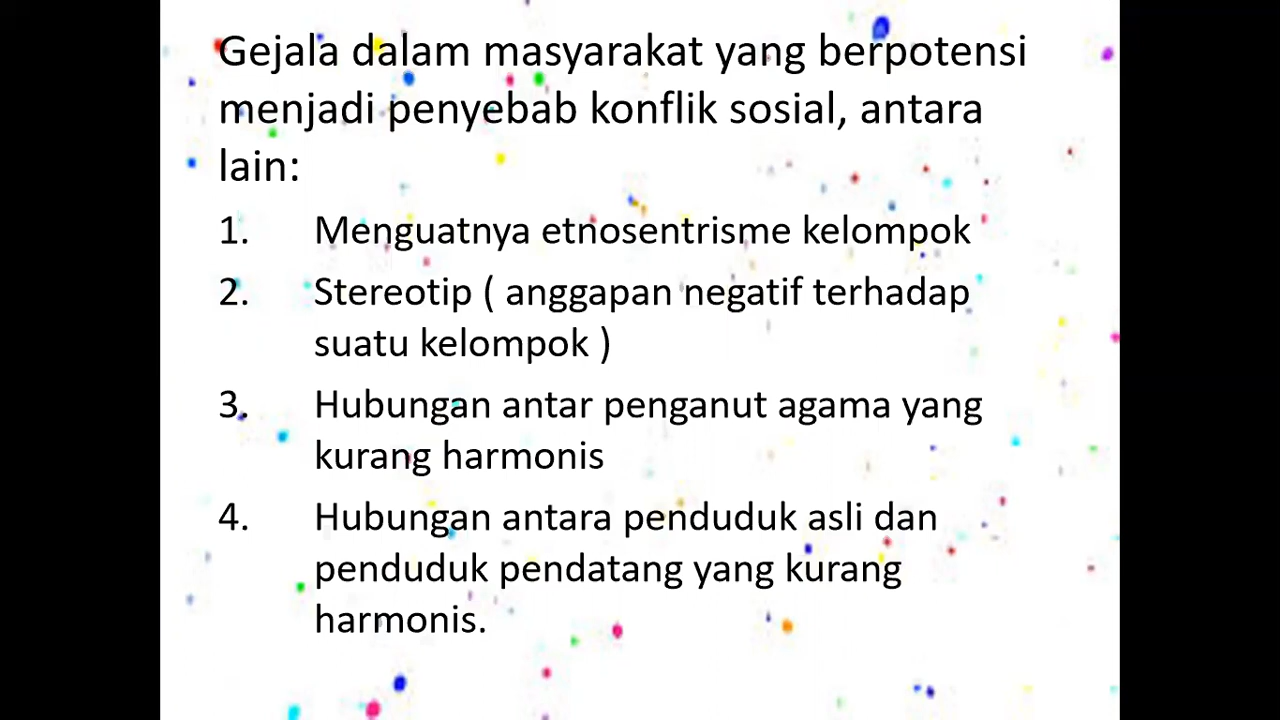 Gejala dalam masyarakat yang berpotensi
menjadi penyebab konflik sosial, antara
lain:
1. Menguatnya etnosentrisme kelompok
2. Stereotip ( anggapan negatif terhadap
suatu kelompok )
3. Hubungan antar penganut agama yang
kurang harmonis
4. Hubungan antara penduduk asli dan
penduduk pendatang yang kurang
harmonis.